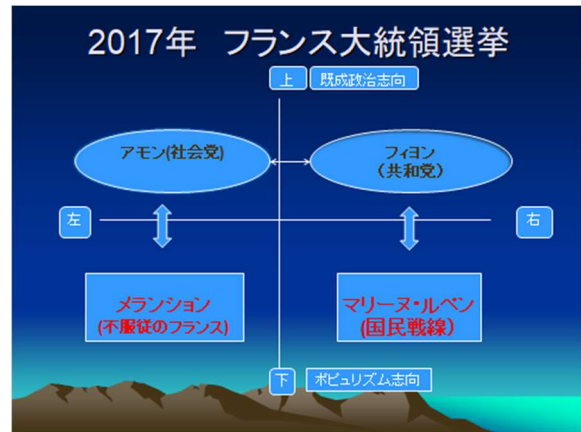 2017年　フランス大統領選挙
上　既成政治志向
アモン(社会党)
フィヨン
（共和党）
左
右
メランション
(不服従のフランス)
マリーヌ・ルペン
(国民戦線）
下　ポピュリズム志向